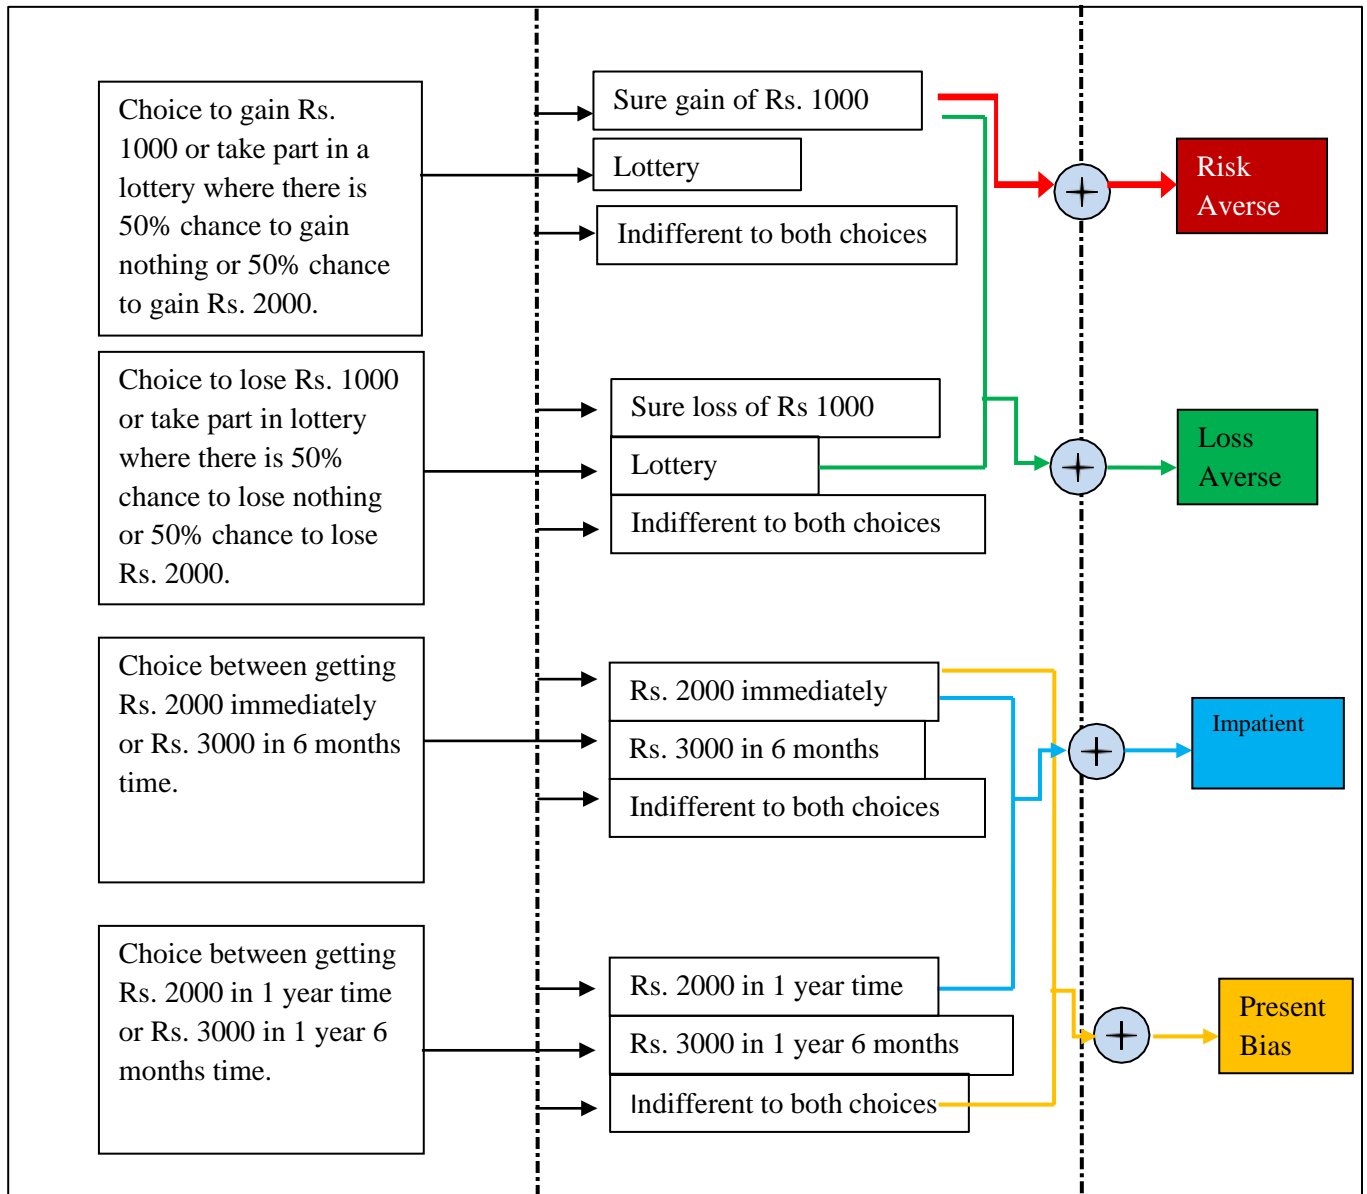 Choice to gain Rs.
1000 or take part in a
lottery where there is
50% chance to gain
nothing or 50% chance
to gain Rs. 2000.
Sure gain of Rs. 1000
Lottery
Indifferent to both choices
Risk
Averse
Choice to lose Rs. 1000
or take part in lottery
where there is 50%
chance to lose nothing
or 50% chance to lose
Rs. 2000.
Sure loss of Rs 1000
Lottery
Indifferent to both choices
Loss
Averse
Choice between getting
Rs. 2000 immediately
or Rs. 3000 in 6 months
time.
Rs. 2000 immediately
Rs. 3000 in 6 months
Indifferent to both choices
Impatient
Choice between getting
Rs. 2000 in 1 year time
or Rs. 3000 in 1 year 6
months time.
Rs. 2000 in 1 year time
Rs. 3000 in 1 year 6 months
Indifferent to both choices
Present
Bias